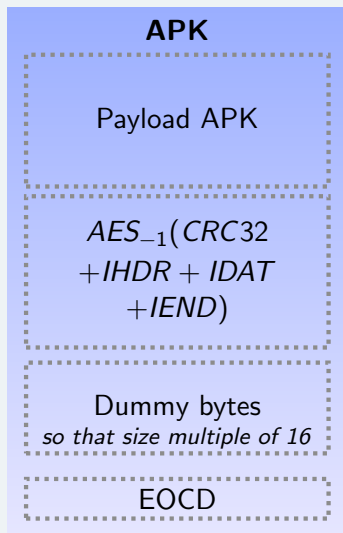 APK
Payload APK
AES₋₁(CRC32
+IHDR + IDAT
+IEND)
Dummy bytes
so that size multiple of 16
EOCD